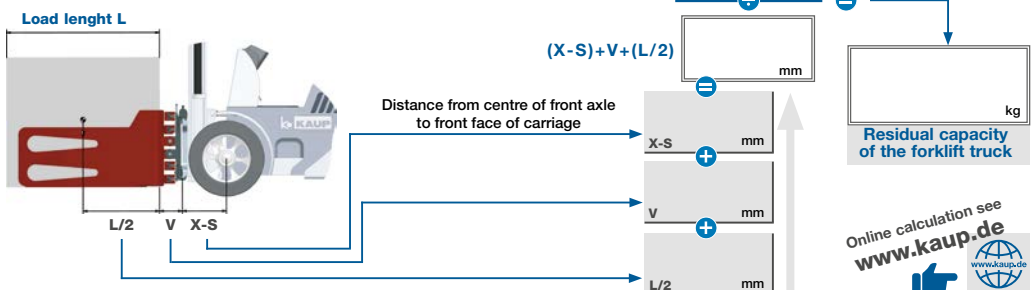 Load lenght L
KAUP
L/2 V X-S
Distance from centre of front axle
to front face of carriage
(X-S)+V+(L/2)
mm
=
X-S mm
+
V mm
+
L/2 mm
=
kg
Residual capacity
of the forklift truck
Online calculation see
www.kaup.de
www.kaup.de